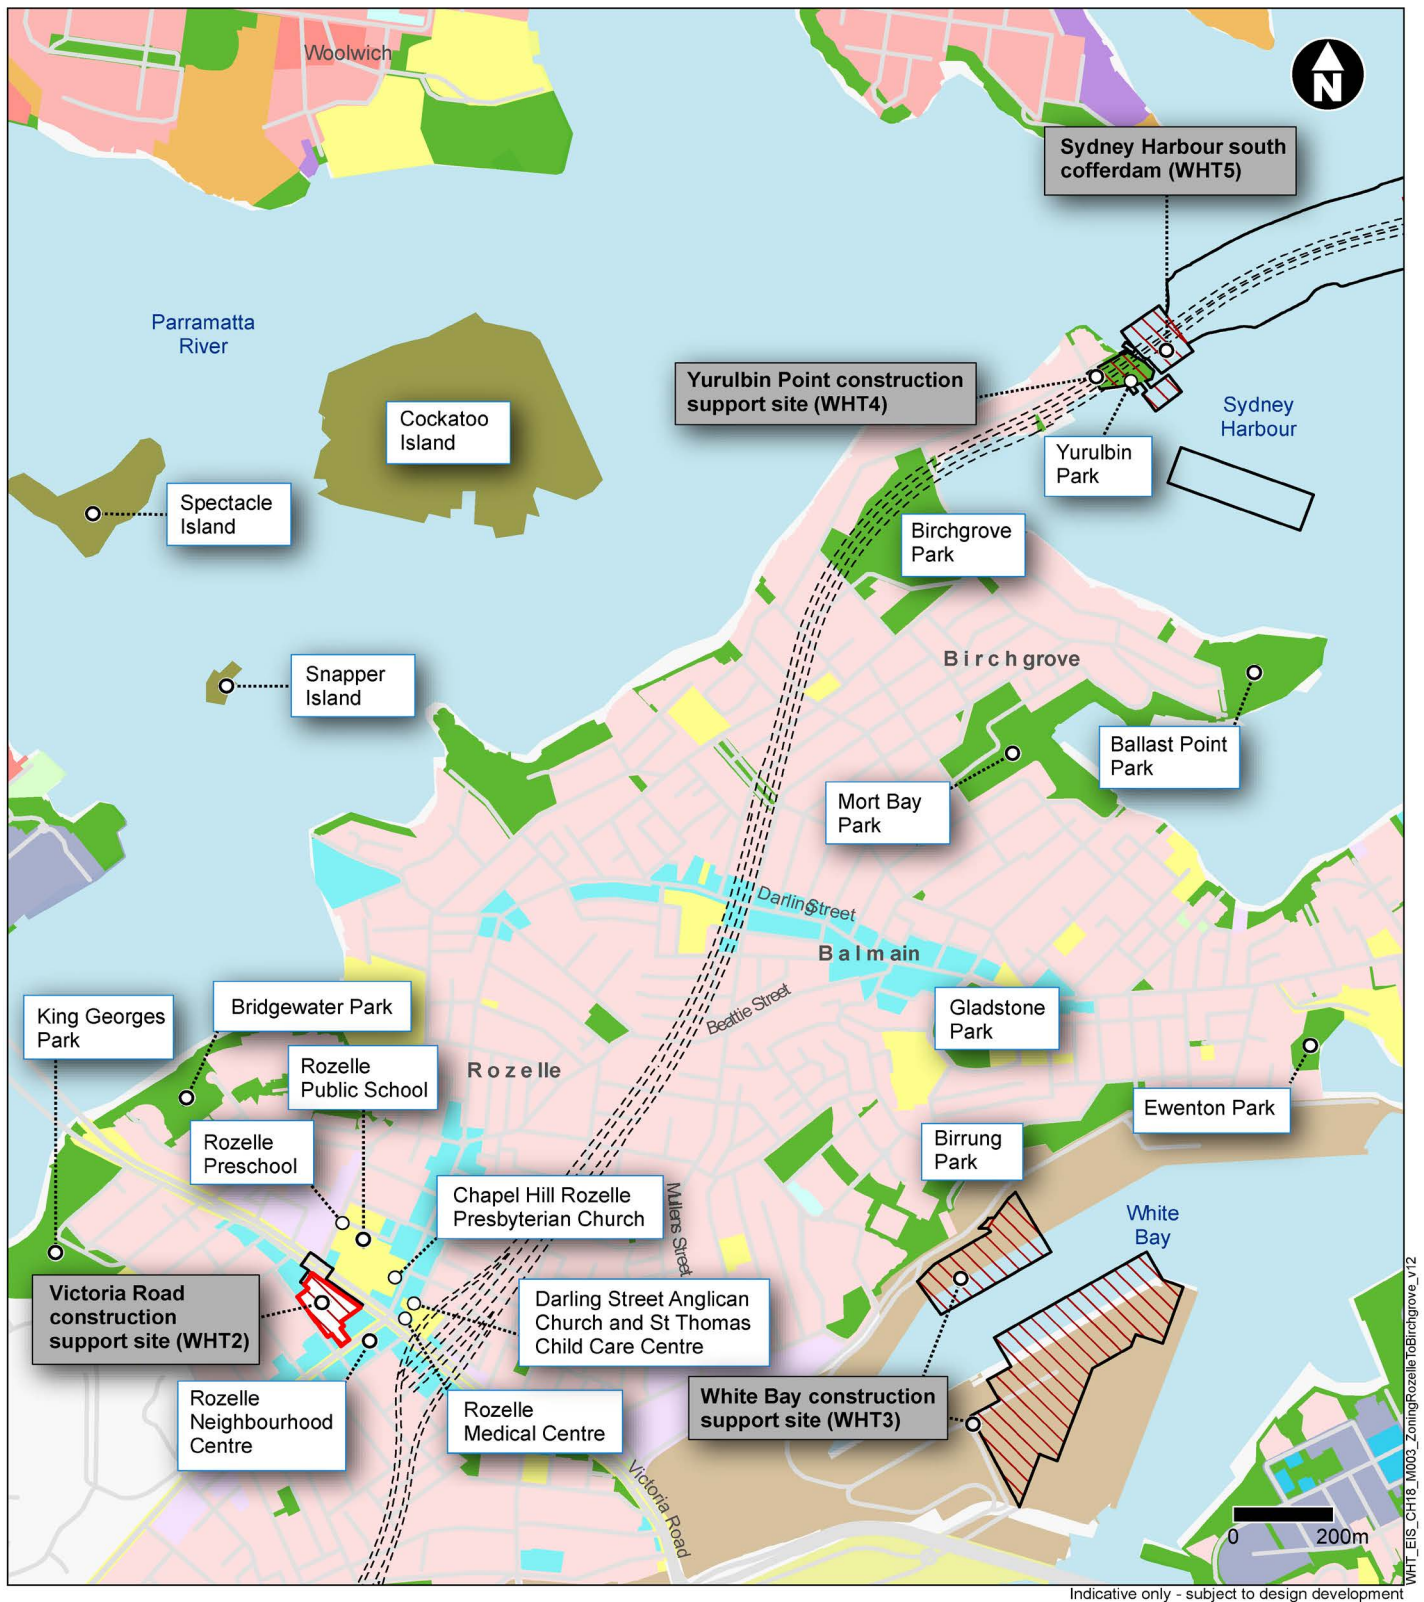 Woolwich
N
Sydney Harbour south
cofferdam (WHT5)
Parramatta
River
Yurulbin Point construction
support site (WHT4)
Sydney
Harbour
Cockatoo
Island
Yurulbin
Park
Spectacle
Island
Birchgrove
Park
Birchgrove
Snapper
Island
Ballast Point
Park
Mort Bay
Park
Darling Street
Balmain
Beattie Street
Gladstone
Park
King Georges
Park
Bridgewater Park
Rozelle
Public School
Rozelle
Ewenton Park
Rozelle
Preschool
Birrung
Park
Chapel Hill Rozelle
Presbyterian Church
Mullens Street
White
Bay
Victoria Road
construction
support site (WHT2)
Darling Street Anglican
Church and St Thomas
Child Care Centre
White Bay construction
support site (WHT3)
Rozelle
Neighbourhood
Centre
Rozelle
Medical Centre
Victoria Road
0 200m
WHT_EIS_CH18_M003_ZoningRozelleToBirchgrove_v12
Indicative only - subject to design development